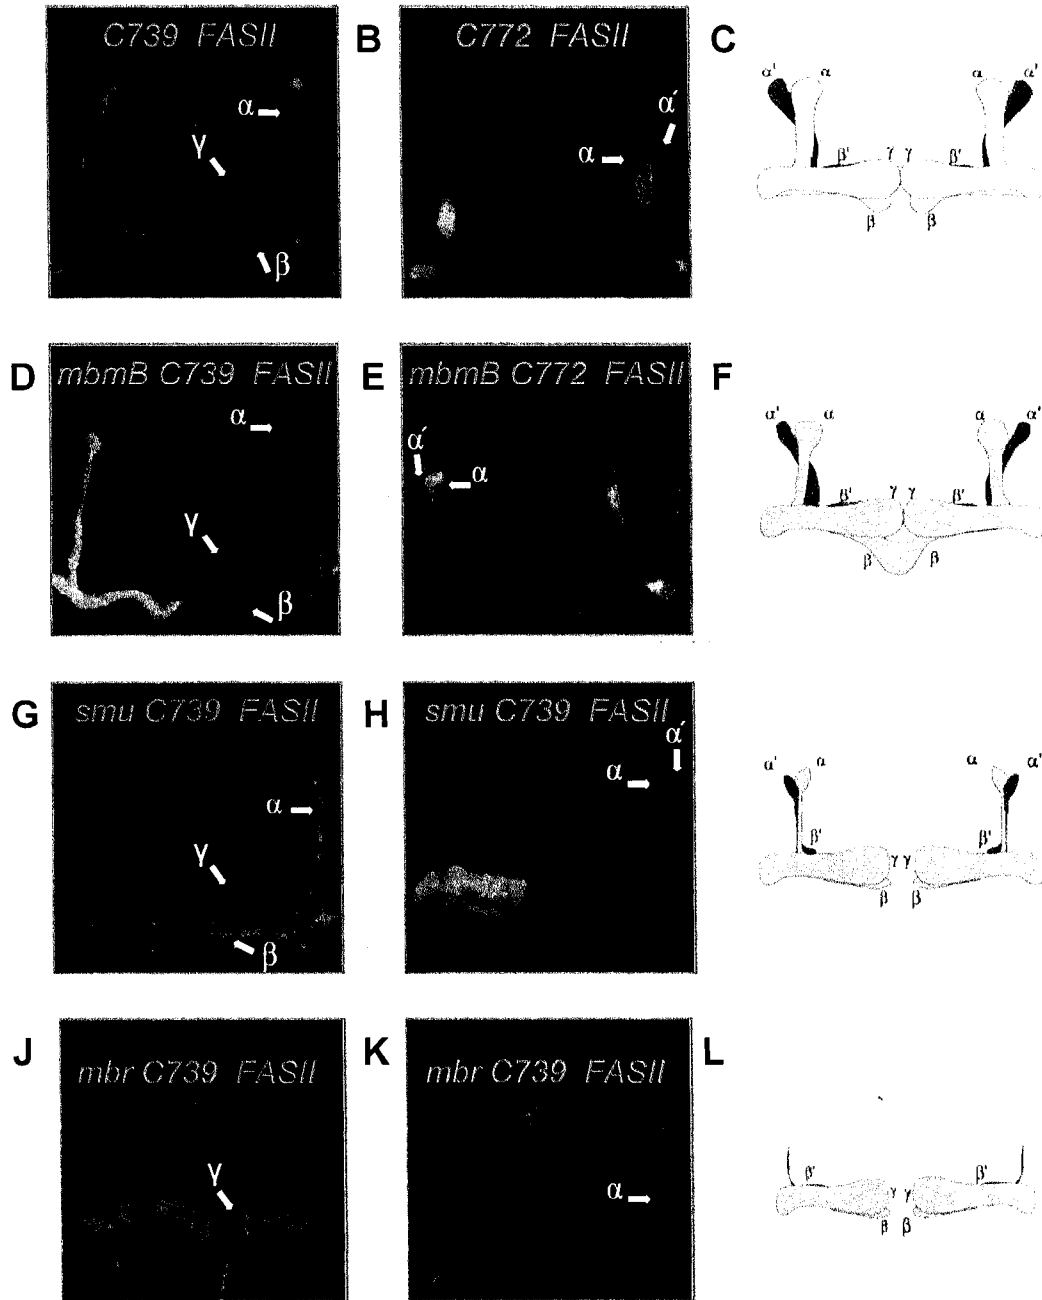 C739 FASII
α
γ
β
B
C772 FASII
α
α´
C
α' α α α'
β' γ γ β'
β β
D
mbmB C739 FASII
α
γ
β
E
mbmB C772 FASII
α´
α
F
α' α α α'
β' γ γ β'
β β
G
smu C739 FASII
α
γ
β
H
smu C739 FASII
α´
α
α' α α α'
β' β'
γ γ
β β
J
mbr C739 FASII
γ
K
mbr C739 FASII
α
L
β' β'
γ γ
β β